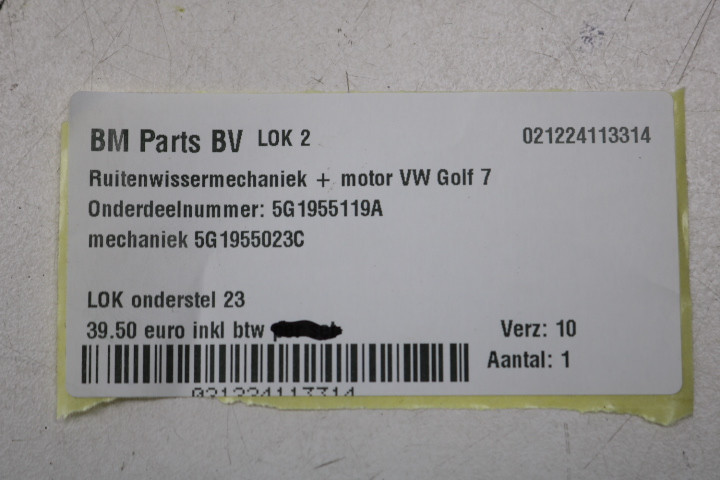 BM Parts BV LOK 2 021224113314
Ruitenwissermechaniek + motor VW Golf 7
Onderdeelnummer: 5G1955119A
mechaniek 5G1955023C
LOK onderstel 23
39.50 euro inkl btw Verz: 10
Aantal: 1
021224113314